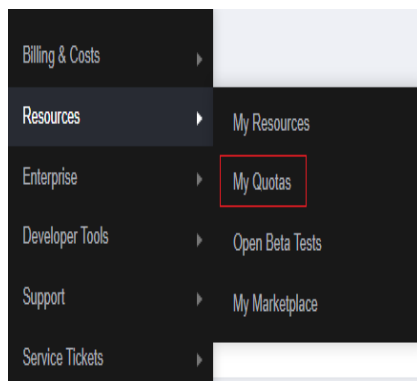 Billing & Costs
Resources
Enterprise
Developer Tools
Support
Service Tickets
My Resources
My Quotas
Open Beta Tests
My Marketplace